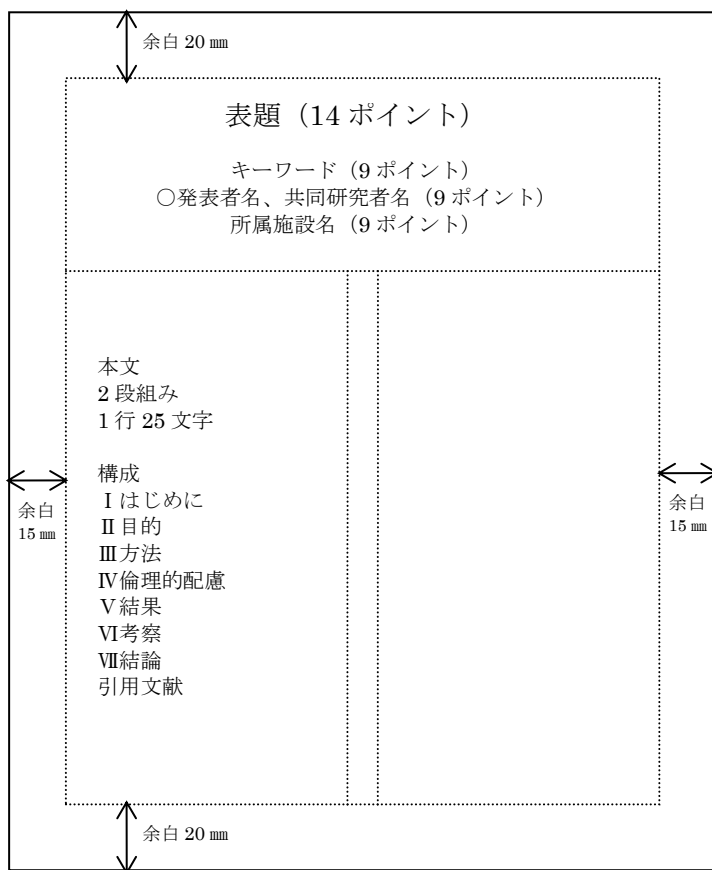 余白 20 ㎜
表題（14 ポイント）
キーワード（9 ポイント）
○発表者名、共同研究者名（9 ポイント）
所属施設名（9 ポイント）
本文
2 段組み
1 行 25 文字
構成
Ⅰはじめに
Ⅱ目的
Ⅲ方法
Ⅳ倫理的配慮
Ⅴ結果
Ⅵ考察
Ⅶ結論
引用文献
余白
15 ㎜
余白
15 ㎜
余白 20 ㎜